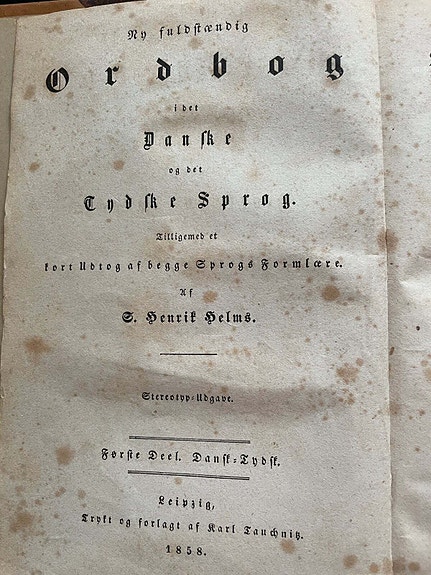 Ny fuldstændig
Ordbog
i det
Danske
og det
Tydske Sprog.
Tilligemed et
kort Udtog af begge Sprogs Formlære.
Af
S. Henrik Helms.
Stereotyp-Udgave.
Første Deel. Dansk-Tydsk.
Leipzig,
Trykt og forlagt af Karl Tauchnitz.
1858.